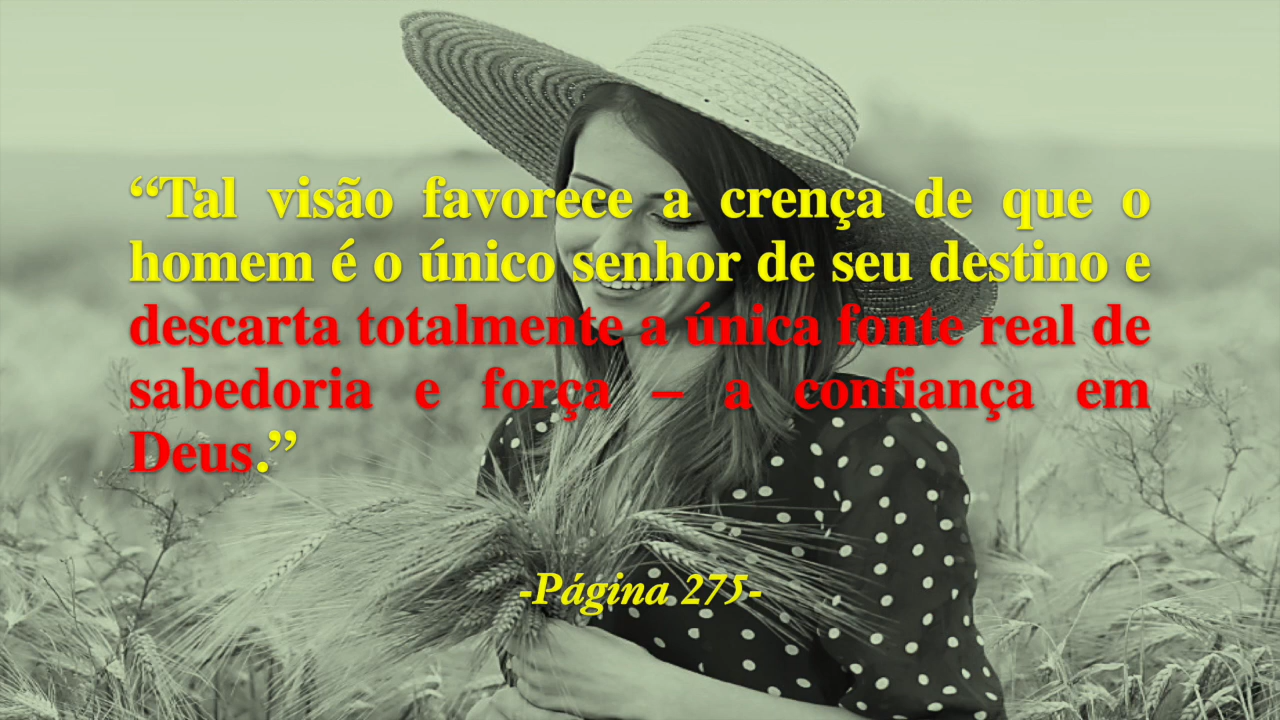 “Tal visão favorece a crença de que o
homem é o único senhor de seu destino e
descarta totalmente a única fonte real de
sabedoria e força – a confiança em
Deus.”
-Página 275-